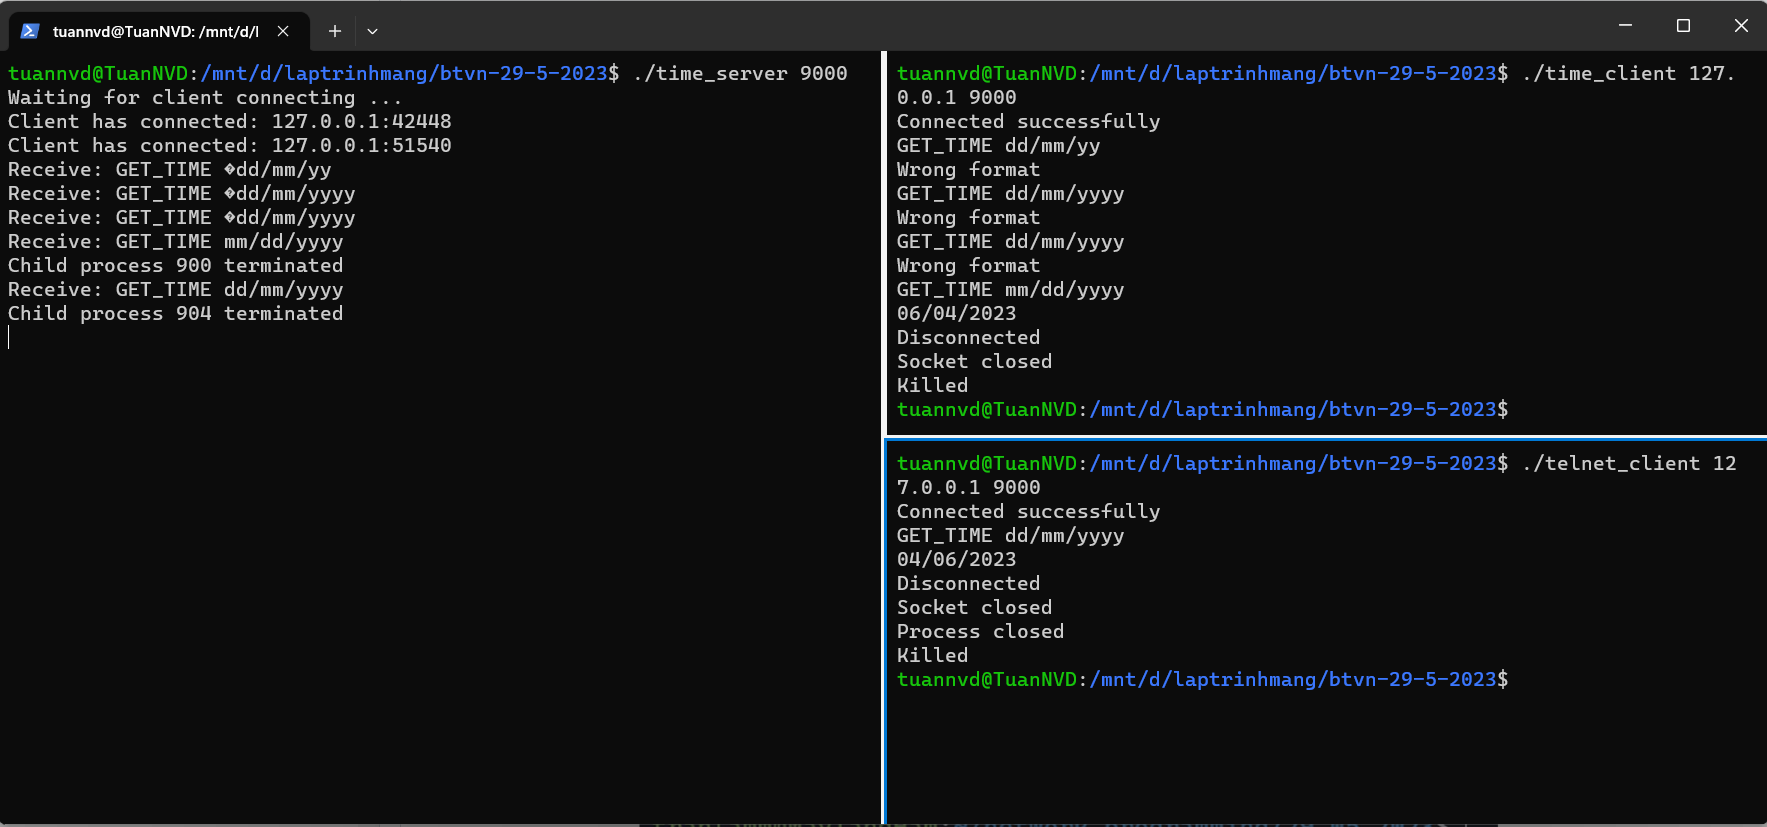 tuannvd@TuanNVD: /mnt/d/l
tuannvd@TuanNVD:/mnt/d/laptrinhmang/btvn-29-5-2023$ ./time_server 9000
Waiting for client connecting ...
Client has connected: 127.0.0.1:42448
Client has connected: 127.0.0.1:51540
Receive: GET_TIME �dd/mm/yy
Receive: GET_TIME �dd/mm/yyyy
Receive: GET_TIME �dd/mm/yyyy
Receive: GET_TIME mm/dd/yyyy
Child process 900 terminated
Receive: GET_TIME dd/mm/yyyy
Child process 904 terminated
tuannvd@TuanNVD:/mnt/d/laptrinhmang/btvn-29-5-2023$ ./time_client 127.
0.0.1 9000
Connected successfully
GET_TIME dd/mm/yy
Wrong format
GET_TIME dd/mm/yyyy
Wrong format
GET_TIME dd/mm/yyyy
Wrong format
GET_TIME mm/dd/yyyy
06/04/2023
Disconnected
Socket closed
Killed
tuannvd@TuanNVD:/mnt/d/laptrinhmang/btvn-29-5-2023$
tuannvd@TuanNVD:/mnt/d/laptrinhmang/btvn-29-5-2023$ ./telnet_client 12
7.0.0.1 9000
Connected successfully
GET_TIME dd/mm/yyyy
04/06/2023
Disconnected
Socket closed
Process closed
Killed
tuannvd@TuanNVD:/mnt/d/laptrinhmang/btvn-29-5-2023$